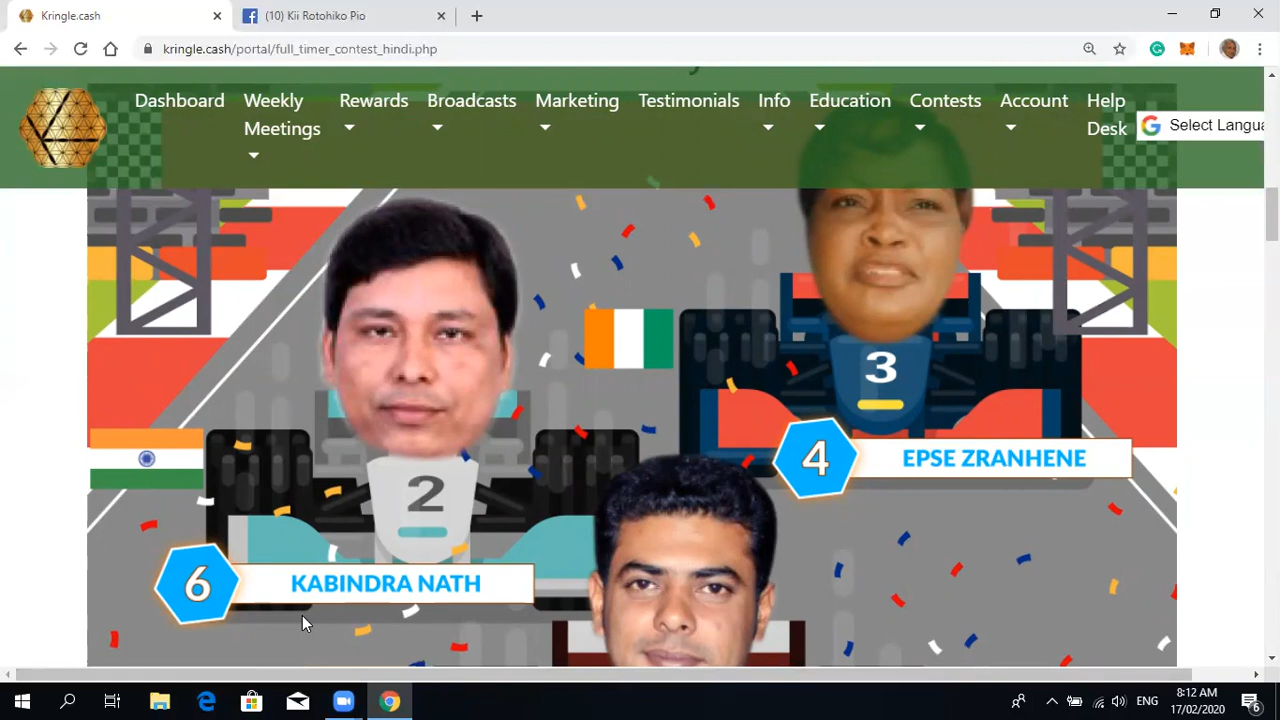 Kringle.cash
(10) Kii Rotohiko Pio
kringle.cash/portal/full_timer_contest_hindi.php
Dashboard
Weekly Meetings
Rewards
Broadcasts
Marketing
Testimonials
Info
Education
Contests
Account
Help Desk
G Select Langua
3
4
EPSE ZRANHENE
2
6
KABINDRA NATH
ENG
8:12 AM
17/02/2020
6